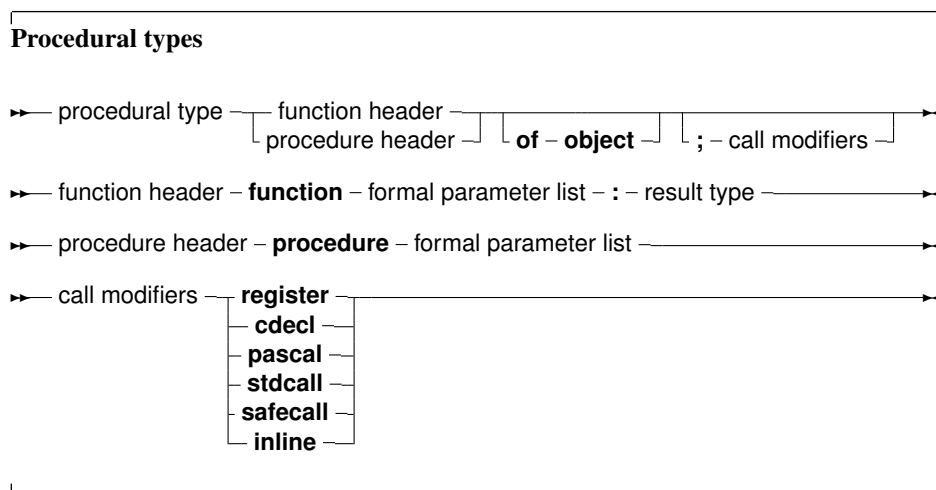 Procedural types
procedural type function header
procedure header of – object ; – call modifiers
function header – function – formal parameter list – : – result type
procedure header – procedure – formal parameter list
call modifiers register
cdecl
pascal
stdcall
safecall
inline